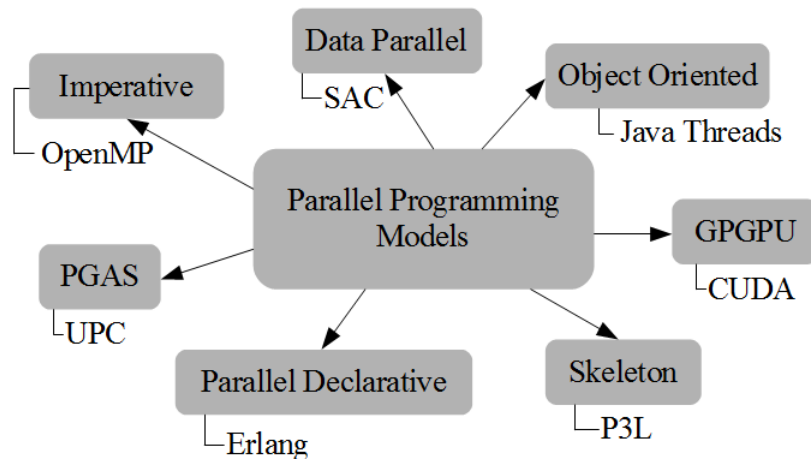 Data Parallel
SAC
Object Oriented
Java Threads
Imperative
OpenMP
Parallel Programming
Models
GPGPU
CUDA
PGAS
UPC
Parallel Declarative
Erlang
Skeleton
P3L